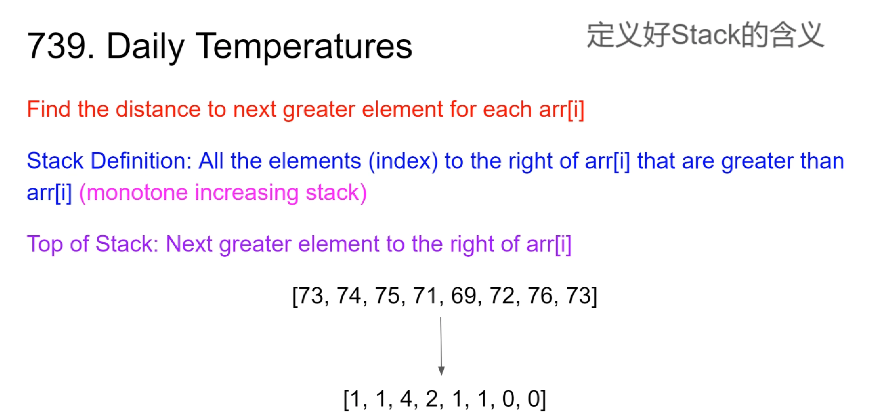 739. Daily Temperatures
定义好Stack的含义
Find the distance to next greater element for each arr[i]
Stack Definition: All the elements (index) to the right of arr[i] that are greater than
arr[i] (monotone increasing stack)
Top of Stack: Next greater element to the right of arr[i]
[73, 74, 75, 71, 69, 72, 76, 73]
[1, 1, 4, 2, 1, 1, 0, 0]